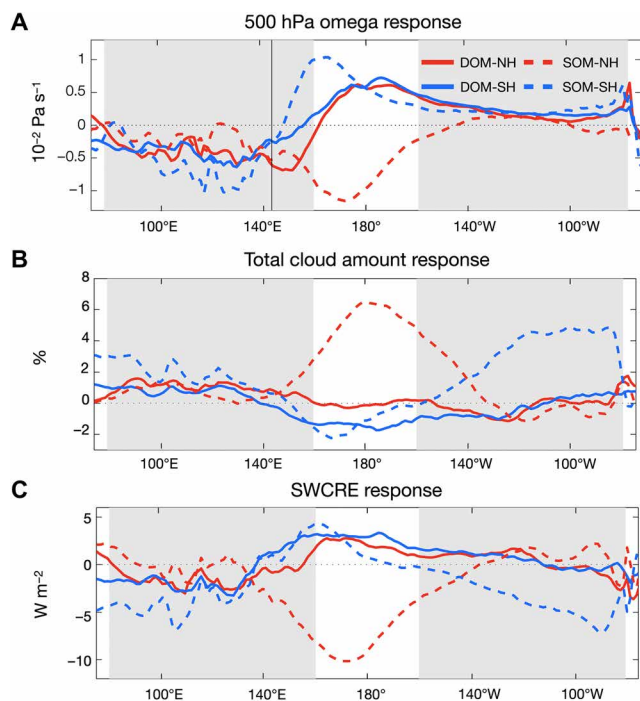 A
500 hPa omega response
DOM-NH
SOM-NH
DOM-SH
SOM-SH
10⁻² Pa s⁻¹
1
0.5
0
−0.5
−1
100°E
140°E
180°
140°W
100°W
B
Total cloud amount response
%
8
6
4
2
0
−2
100°E
140°E
180°
140°W
100°W
C
SWCRE response
W m−2
5
0
−5
−10
100°E
140°E
180°
140°W
100°W